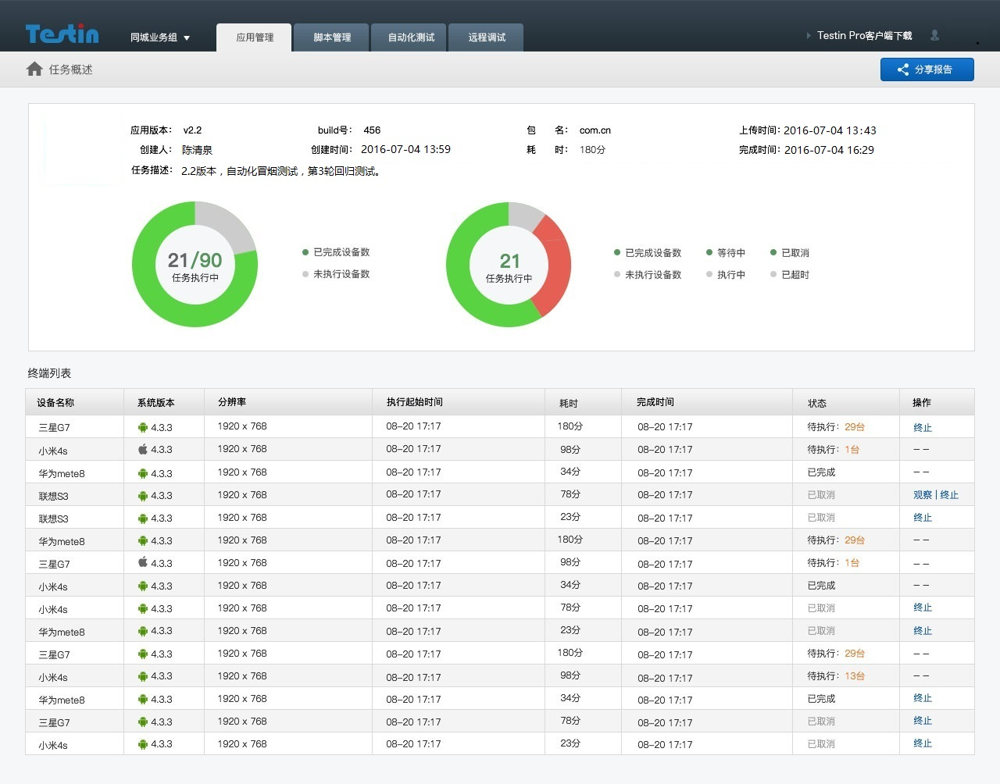 Testin 同城业务组 应用管理 脚本管理 自动化测试 远程调试 Testin Pro客户端下载
任务概述 分享报告
应用版本： v2.2 build号： 456 包 名： com.cn 上传时间：2016-07-04 13:43
创建人： 陈清泉 创建时间： 2016-07-04 13:59 耗 时： 180分 完成时间：2016-07-04 16:29
任务描述： 2.2版本，自动化冒烟测试，第3轮回归测试。
21/90
任务执行中
已完成设备数
未执行设备数
21
任务执行中
已完成设备数 等待中 已取消
未执行设备数 执行中 已超时
终端列表
设备名称 系统版本 分辨率 执行起始时间 耗时 完成时间 状态 操作
三星G7 4.3.3 1920 x 768 08–20 17:17 180分 08–20 17:17 待执行：29台 终止
小米4s 4.3.3 1920 x 768 08–20 17:17 98分 08–20 17:17 待执行：1台 – –
华为mete8 4.3.3 1920 x 768 08–20 17:17 34分 08–20 17:17 已完成 – –
联想S3 4.3.3 1920 x 768 08–20 17:17 78分 08–20 17:17 已取消 观察 | 终止
联想S3 4.3.3 1920 x 768 08–20 17:17 23分 08–20 17:17 已取消 终止
华为mete8 4.3.3 1920 x 768 08–20 17:17 180分 08–20 17:17 待执行：29台 – –
三星G7 4.3.3 1920 x 768 08–20 17:17 98分 08–20 17:17 待执行：1台 – –
小米4s 4.3.3 1920 x 768 08–20 17:17 34分 08–20 17:17 已完成 – –
小米4s 4.3.3 1920 x 768 08–20 17:17 78分 08–20 17:17 已取消 终止
华为mete8 4.3.3 1920 x 768 08–20 17:17 23分 08–20 17:17 已取消 终止
三星G7 4.3.3 1920 x 768 08–20 17:17 180分 08–20 17:17 待执行：29台 – –
小米4s 4.3.3 1920 x 768 08–20 17:17 98分 08–20 17:17 待执行：13台 – –
华为mete8 4.3.3 1920 x 768 08–20 17:17 34分 08–20 17:17 已完成 终止
三星G7 4.3.3 1920 x 768 08–20 17:17 78分 08–20 17:17 已取消 终止
小米4s 4.3.3 1920 x 768 08–20 17:17 23分 08–20 17:17 已取消 终止